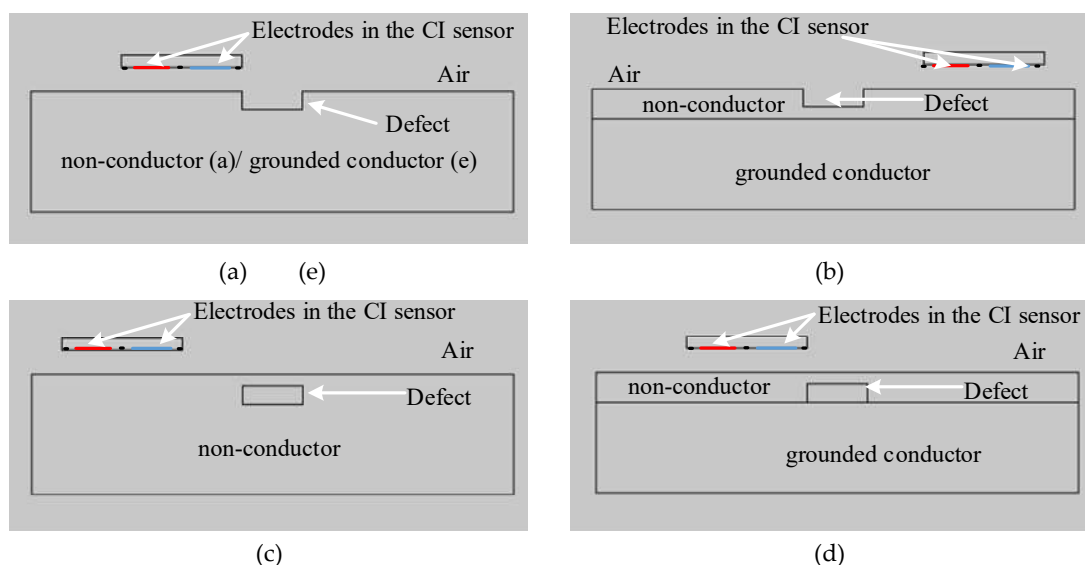 Electrodes in the CI sensor
Air
Defect
non-conductor (a)/ grounded conductor (e)
(a) (e)
Electrodes in the CI sensor
Air
non-conductor
Defect
grounded conductor
(b)
Electrodes in the CI sensor
Air
Defect
non-conductor
(c)
Electrodes in the CI sensor
Air
non-conductor
Defect
grounded conductor
(d)